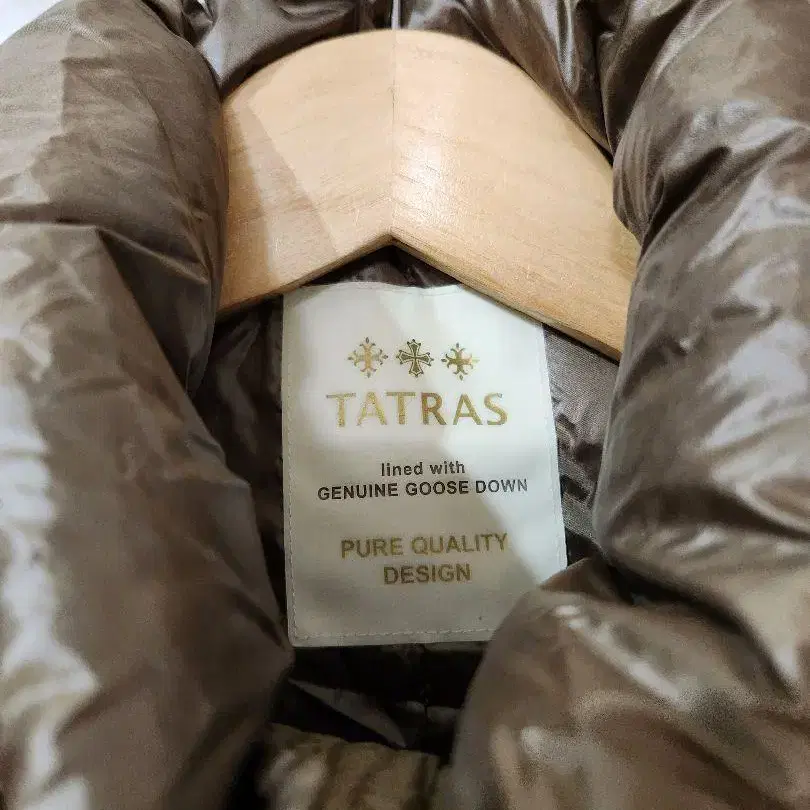 TATRAS
lined with
GENUINE GOOSE DOWN
PURE QUALITY
DESIGN